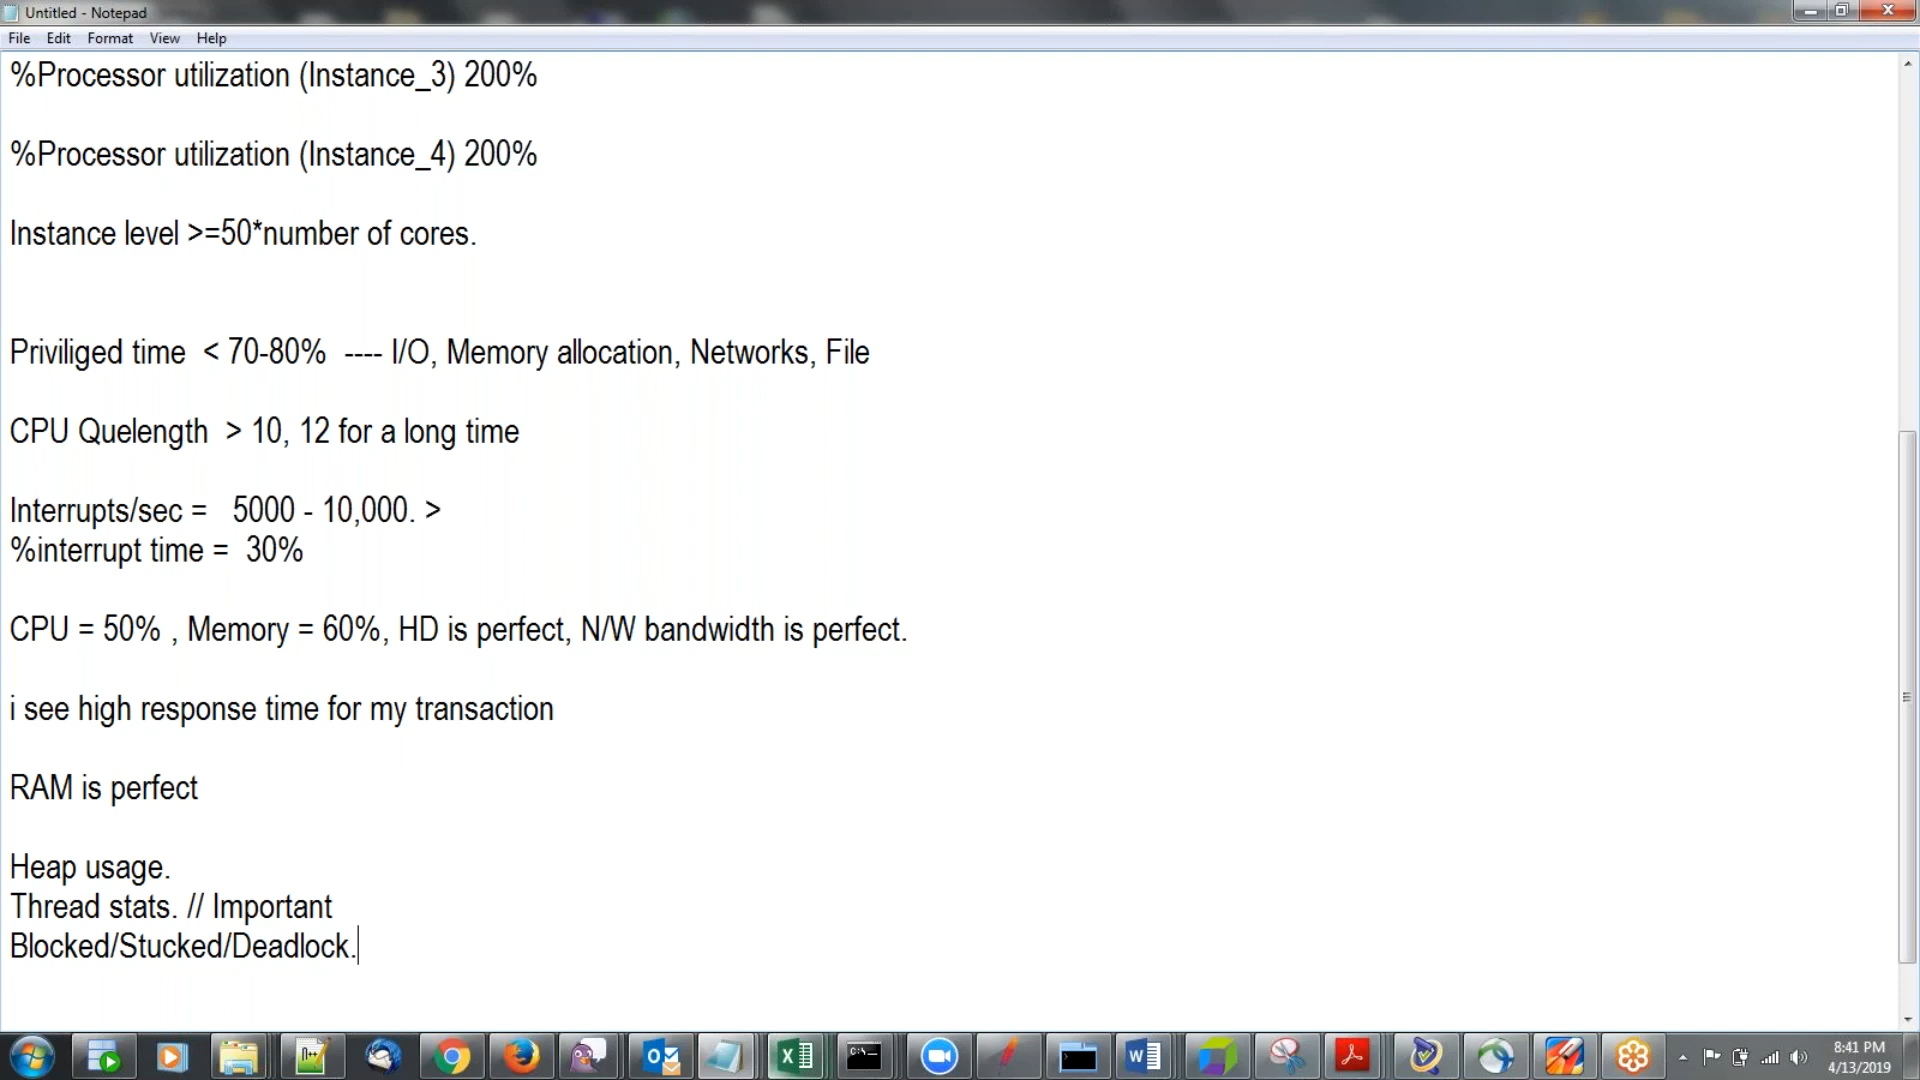 Untitled - Notepad
File Edit Format View Help
%Processor utilization (Instance_3) 200%
%Processor utilization (Instance_4) 200%
Instance level >=50*number of cores.
Priviliged time < 70-80% ---- I/O, Memory allocation, Networks, File
CPU Quelength > 10, 12 for a long time
Interrupts/sec = 5000 - 10,000. >
%interrupt time = 30%
CPU = 50% , Memory = 60%, HD is perfect, N/W bandwidth is perfect.
i see high response time for my transaction
RAM is perfect
Heap usage.
Thread stats. // Important
Blocked/Stucked/Deadlock.
8:41 PM
4/13/2019